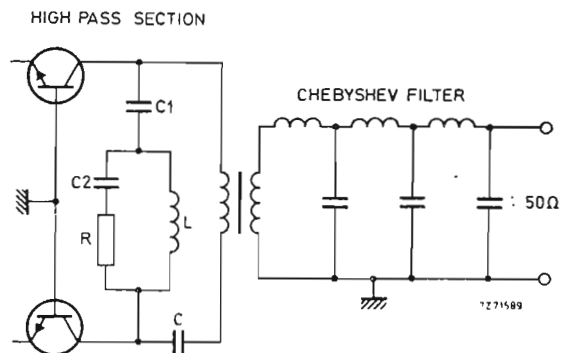 HIGH PASS SECTION
CHEBYSHEV FILTER
C1
C2
R
L
C
50Ω
7Z71589